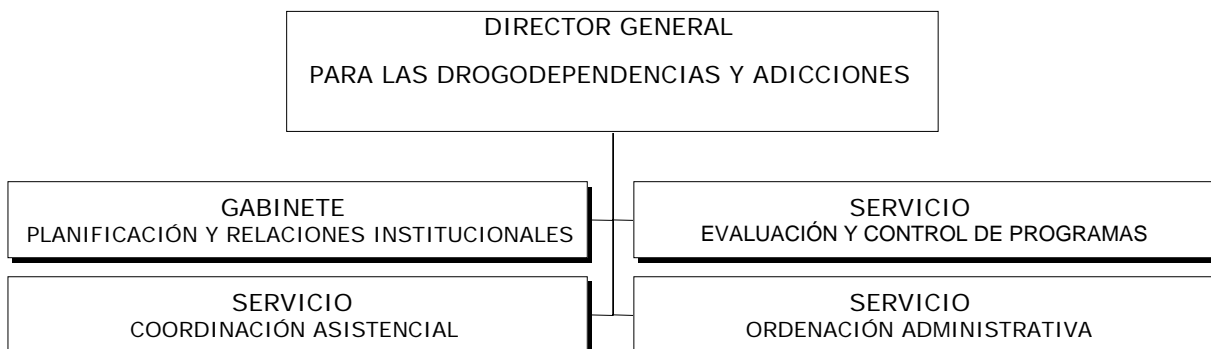 DIRECTOR GENERAL
PARA LAS DROGODEPENDENCIAS Y ADICCIONES
GABINETE
PLANIFICACIÓN Y RELACIONES INSTITUCIONALES
SERVICIO
EVALUACIÓN Y CONTROL DE PROGRAMAS
SERVICIO
COORDINACIÓN ASISTENCIAL
SERVICIO
ORDENACIÓN ADMINISTRATIVA